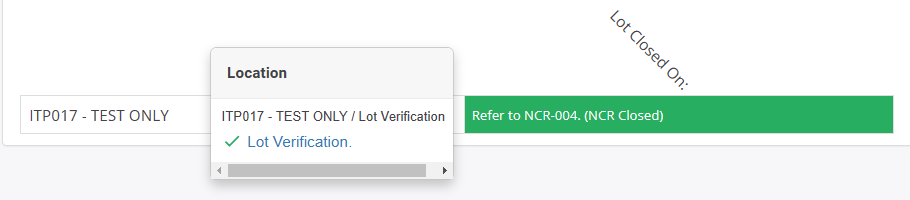 Lot Closed On:
Location
ITP017 - TEST ONLY
ITP017 - TEST ONLY / Lot Verification
Lot Verification.
Refer to NCR-004. (NCR Closed)